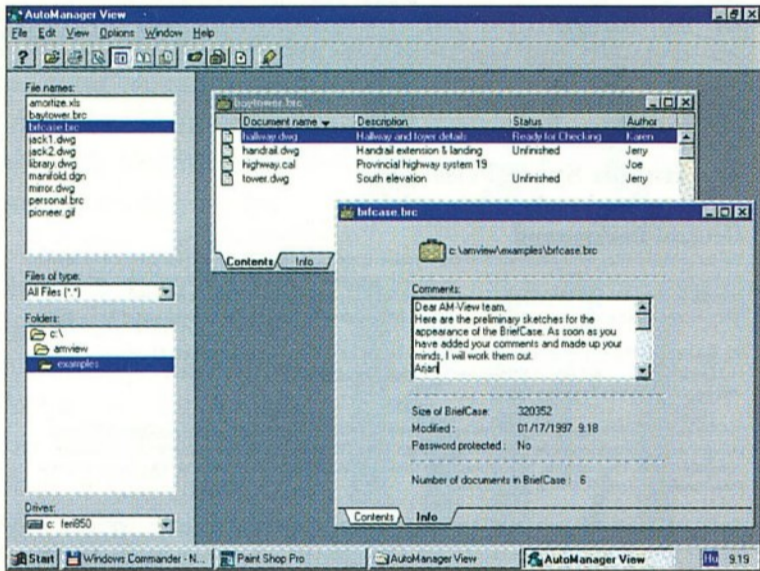 AutoManager View
File Edit View Options Window Help
File names:
amortize.xls
baytower.brc
brifcase.brc
jack1.dwg
jack2.dwg
library.dwg
manifold.dgn
mirror.dwg
personal.brc
pioneer.gif
Files of type:
All Files (*.*)
Folders:
c:\
amview
examples
Drives:
c: feri850
baytower.brc
Document name Description Status Author
hallway.dwg Hallway and foyer details Ready for Checking Karen
handrail.dwg Handrail extension & landing Unfinished Jerry
highway.cal Provincial highway system 19 Joe
tower.dwg South elevation Unfinished Jerry
Contents Info
brifcase.brc
c:\amview\examples\brifcase.brc
Comments:
Dear AM-View team,
Here are the preliminary sketches for the
appearance of the BriefCase. As soon as you
have added your comments and made up your
minds, I will work them out.
Arjan
Size of BriefCase: 320352
Modified : 01/17/1997 9.18
Password protected : No
Number of documents in BriefCase : 6
Contents Info
Start Windows Commander - N... Paint Shop Pro AutoManager View AutoManager View Hu 9.19